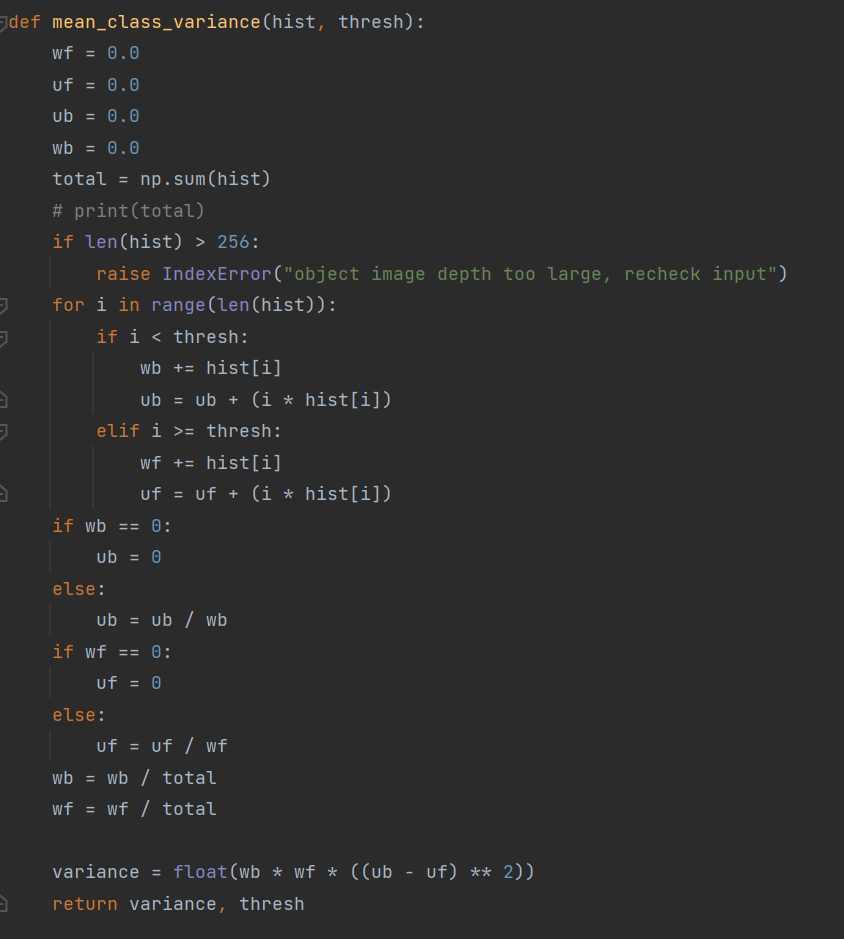 def mean_class_variance(hist, thresh):
    wf = 0.0
    uf = 0.0
    ub = 0.0
    wb = 0.0
    total = np.sum(hist)
    # print(total)
    if len(hist) > 256:
        raise IndexError("object image depth too large, recheck input")
    for i in range(len(hist)):
        if i < thresh:
            wb += hist[i]
            ub = ub + (i * hist[i])
        elif i >= thresh:
            wf += hist[i]
            uf = uf + (i * hist[i])
    if wb == 0:
        ub = 0
    else:
        ub = ub / wb
    if wf == 0:
        uf = 0
    else:
        uf = uf / wf
    wb = wb / total
    wf = wf / total

    variance = float(wb * wf * ((ub - uf) ** 2))
    return variance, thresh